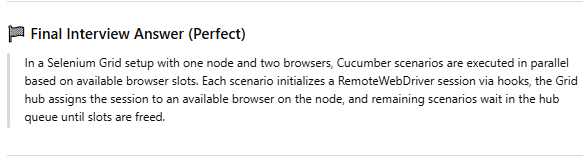 🏁 Final Interview Answer (Perfect)
In a Selenium Grid setup with one node and two browsers, Cucumber scenarios are executed in parallel
based on available browser slots. Each scenario initializes a RemoteWebDriver session via hooks, the Grid
hub assigns the session to an available browser on the node, and remaining scenarios wait in the hub
queue until slots are freed.